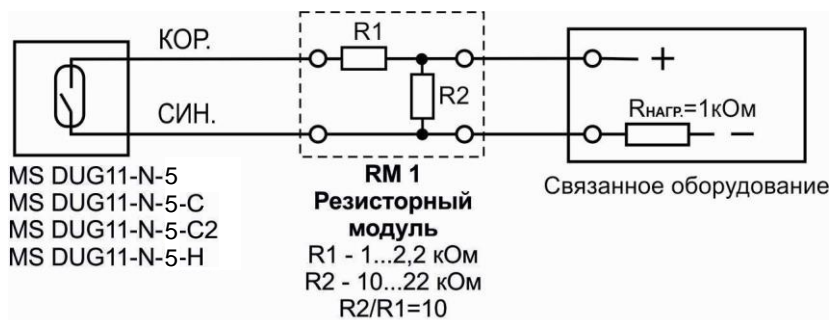 КОР.
СИН.
R1
R2
+
Rнагр.=1кОм
—
MS DUG11-N-5
MS DUG11-N-5-C
MS DUG11-N-5-C2
MS DUG11-N-5-H
RM 1
Резисторный
модуль
R1 - 1...2,2 кОм
R2 - 10...22 кОм
R2/R1=10
Связанное оборудование